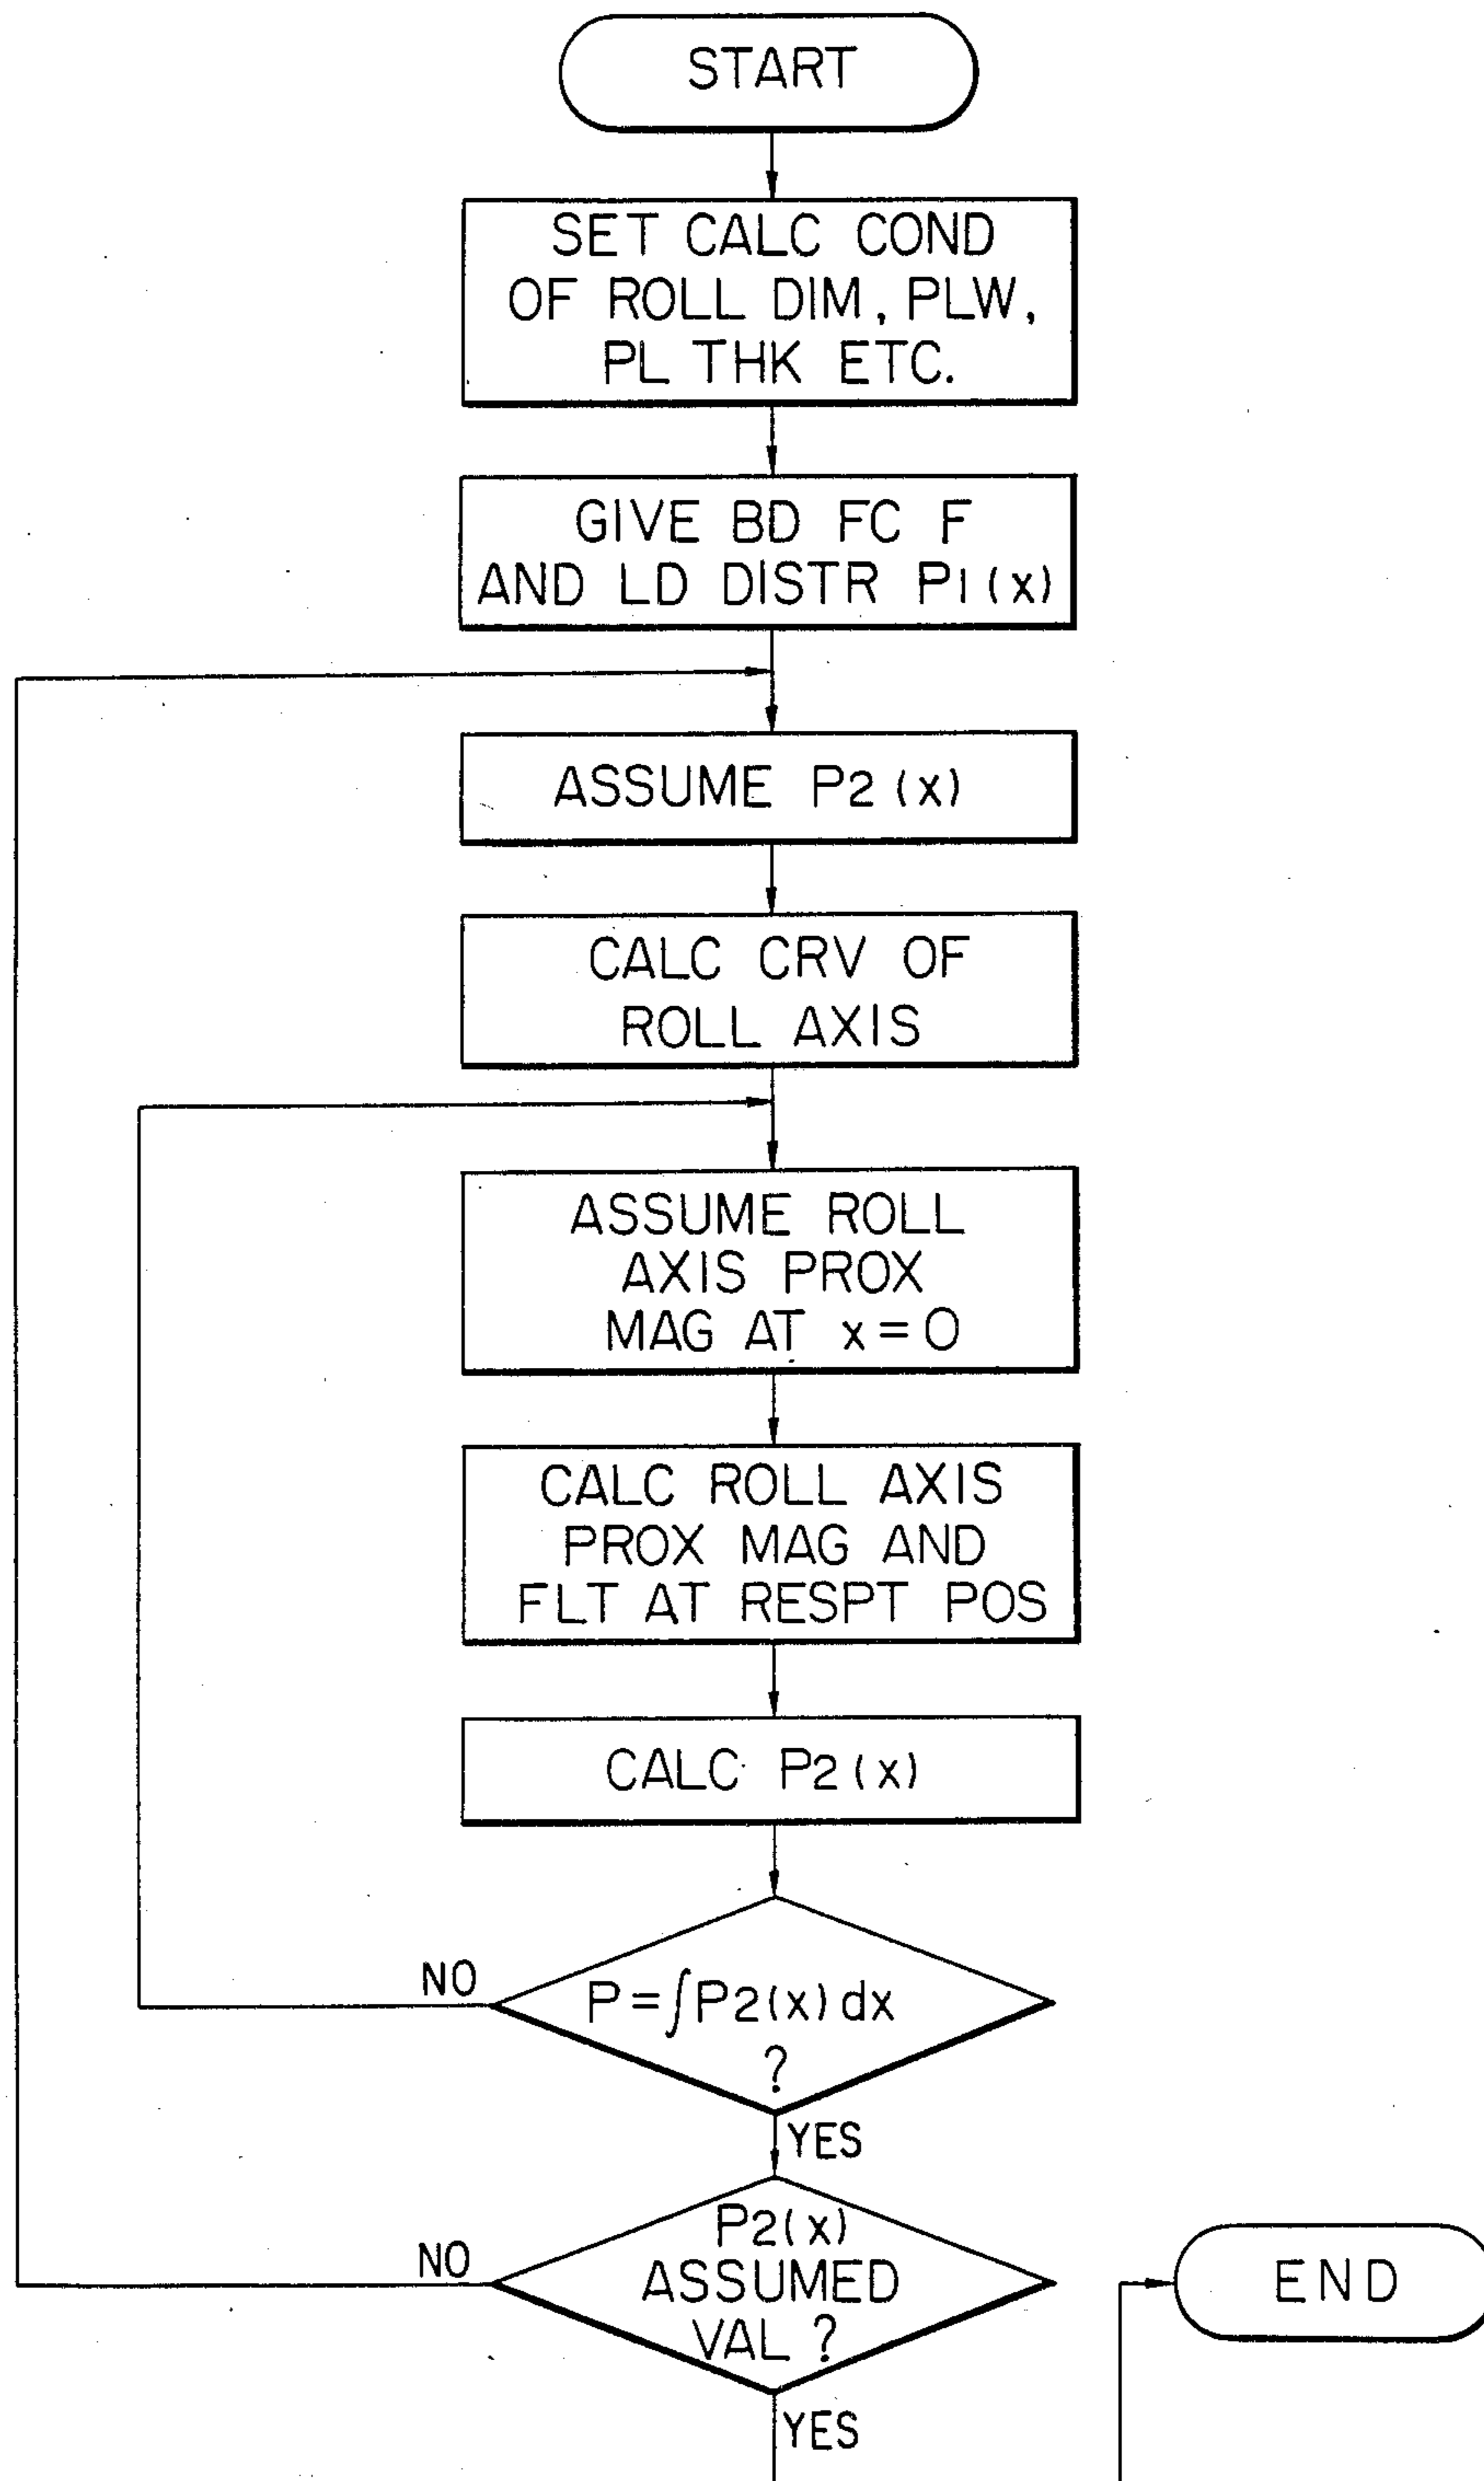 START
SET CALC COND
OF ROLL DIM, PLW,
PL THK ETC.
GIVE BD FC F
AND LD DISTR P1(x)
ASSUME P2(x)
CALC CRV OF
ROLL AXIS
ASSUME ROLL
AXIS PROX
MAG AT x=0
CALC ROLL AXIS
PROX MAG AND
FLT AT RESPT POS
CALC P2(x)
NO
P=∫P2(x)dx
?
YES
NO
P2(x)
ASSUMED
VAL?
END
YES